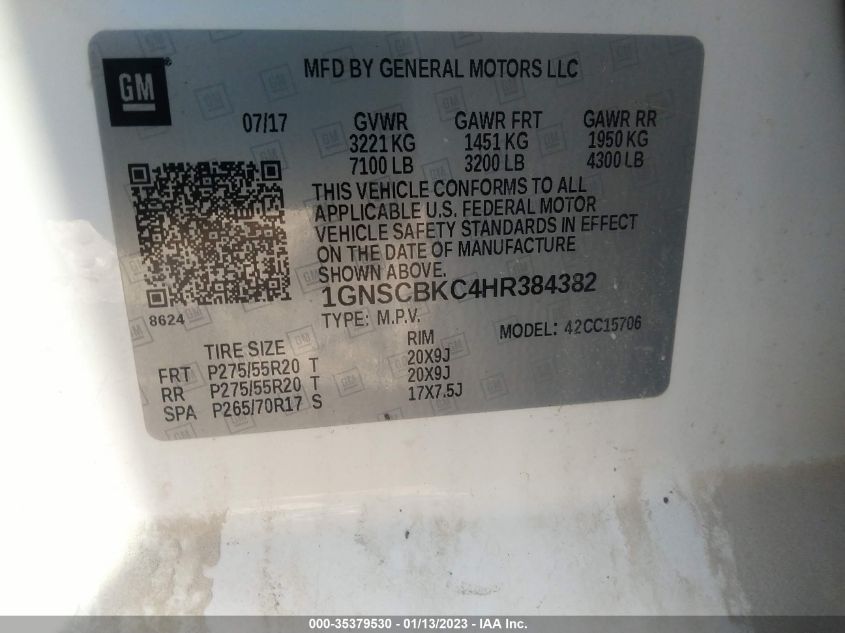 GM
MFD BY GENERAL MOTORS LLC
07/17 GVWR GAWR FRT GAWR RR
3221 KG 1451 KG 1950 KG
7100 LB 3200 LB 4300 LB
THIS VEHICLE CONFORMS TO ALL
APPLICABLE U.S. FEDERAL MOTOR
VEHICLE SAFETY STANDARDS IN EFFECT
ON THE DATE OF MANUFACTURE
SHOWN ABOVE.
1GNSCBKC4HR384382
8624
TYPE: M.P.V. MODEL: 42CC15706
TIRE SIZE RIM
FRT P275/55R20 T 20X9J
RR P275/55R20 T 20X9J
SPA P265/70R17 S 17X7.5J
000-35379530 - 01/13/2023 - IAA Inc.